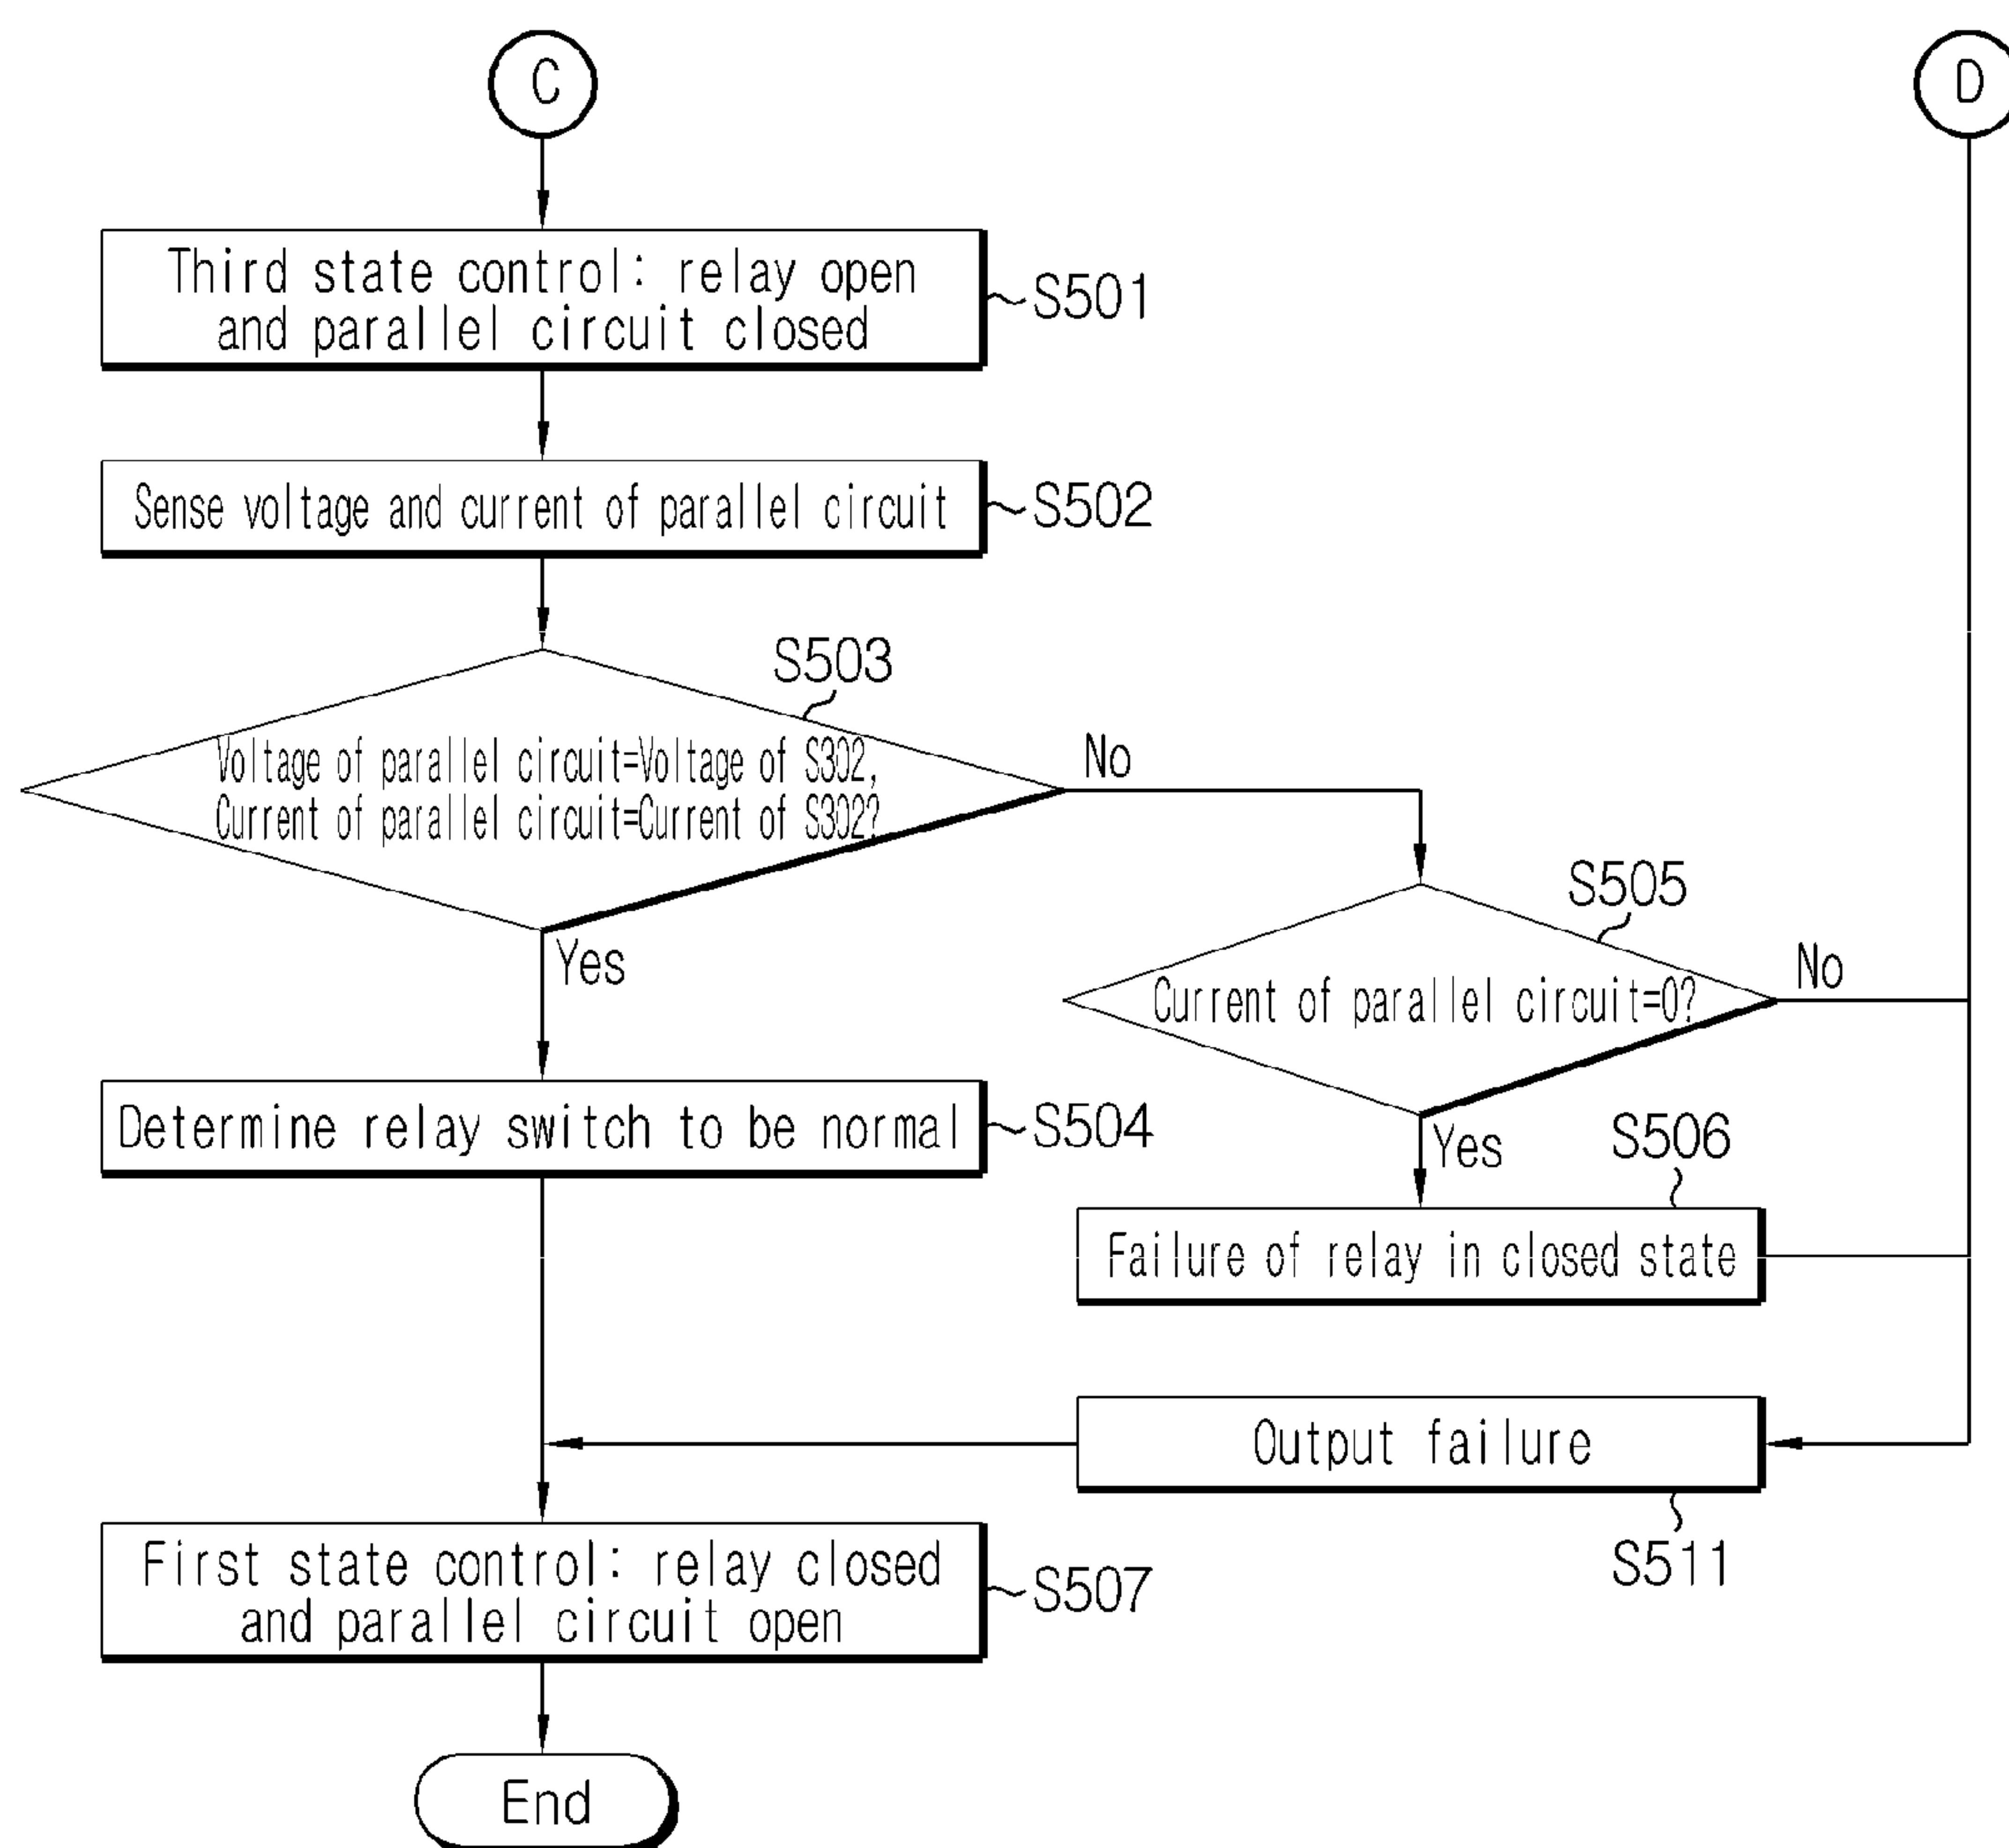 C
D
Third state control: relay open
and parallel circuit closed
S501
Sense voltage and current of parallel circuit
S502
S503
Voltage of parallel circuit=Voltage of S302,
Current of parallel circuit=Current of S302?
No
Yes
S505
Current of parallel circuit=0?
No
Yes
Determine relay switch to be normal
S504
S506
Failure of relay in closed state
Output failure
S511
First state control: relay closed
and parallel circuit open
S507
End